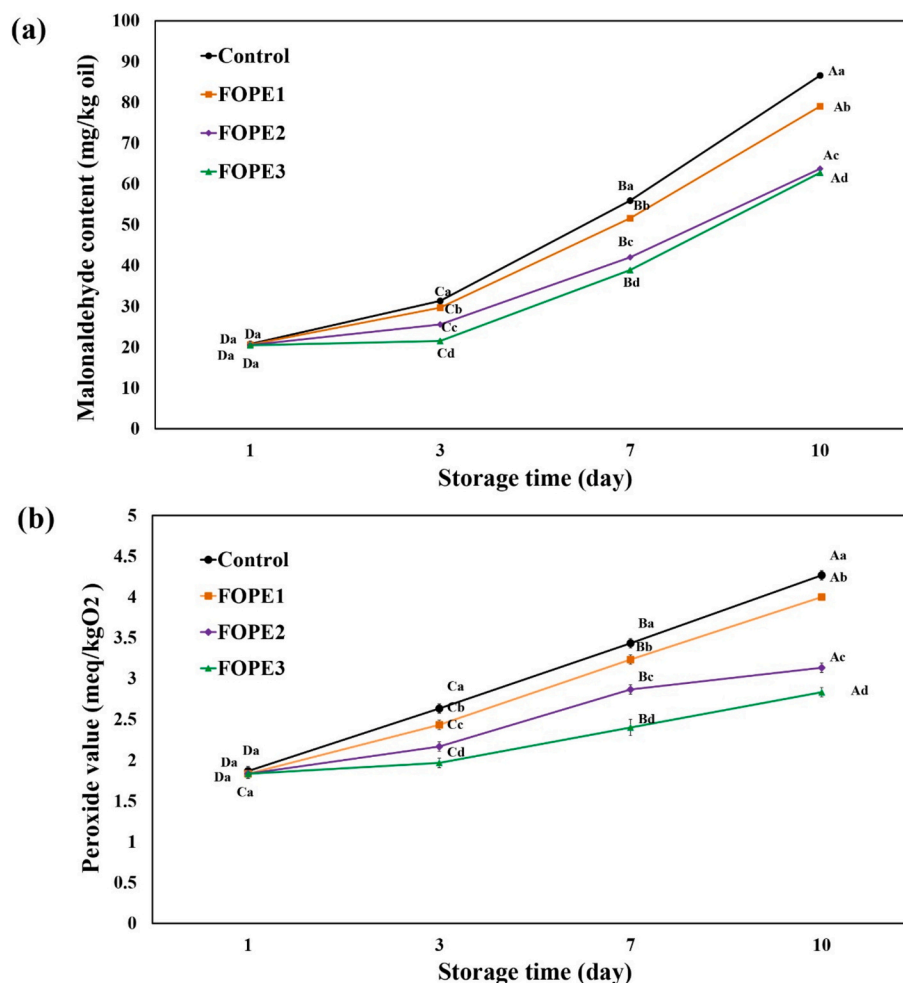 (a)
Malonaldehyde content (mg/kg oil)
100
90
80
70
60
50
40
30
20
10
0
Control
FOPE1
FOPE2
FOPE3
Aa
Ab
Ac
Ad
Ba
Bb
Bc
Bd
Ca
Cb
Cc
Cd
Da Da
Da Da
1 3 7 10
Storage time (day)
(b)
Peroxide value (meq/kgO2 )
5
4.5
4
3.5
3
2.5
2
1.5
1
0.5
0
Control
FOPE1
FOPE2
FOPE3
Aa
Ab
Ac
Ad
Ba
Bb
Bc
Bd
Ca
Cb
Cc
Cd
Da
Da
Da
Ca
1 3 7 10
Storage time (day)